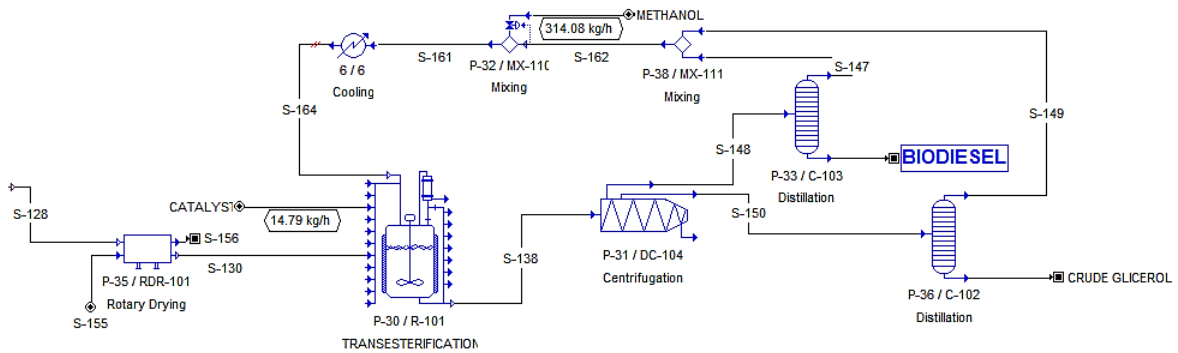 METHANOL
314.08 kg/h
S-161
S-162
6 / 6
Cooling
P-32 / MX-110
Mixing
P-38 / MX-111
Mixing
S-147
S-164
S-149
S-148
BIODIESEL
P-33 / C-103
Distillation
S-128
CATALYST
14.79 kg/h
S-156
S-150
S-130
S-138
P-35 / RDR-101
Rotary Drying
P-31 / DC-104
Centrifugation
CRUDE GLICEROL
P-36 / C-102
Distillation
S-155
P-30 / R-101
TRANSESTERIFICATION